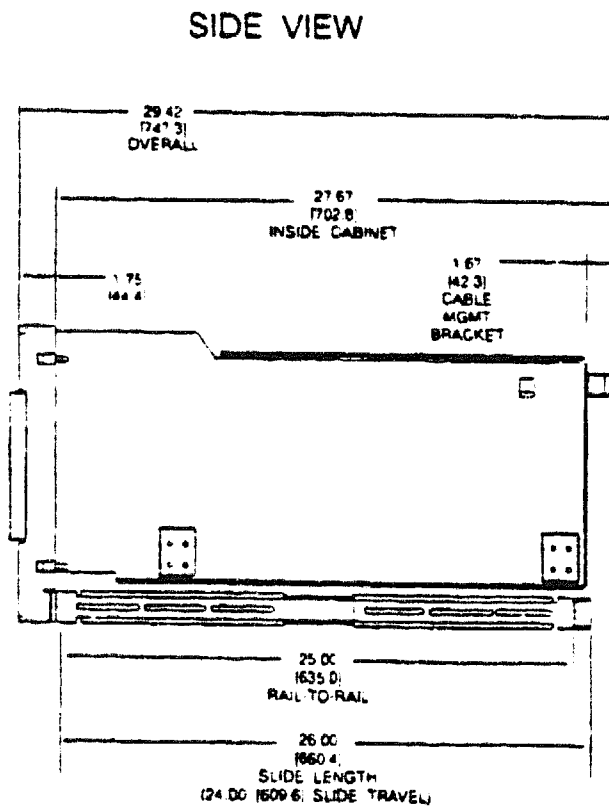 SIDE VIEW
29.42
[747.3]
OVERALL
27.67
[702.8]
INSIDE CABINET
1.75
[44.4]
1.67
[42.3]
CABLE
MGMT
BRACKET
25.00
[635.0]
RAIL-TO-RAIL
26.00
[660.4]
SLIDE LENGTH
(24.00 [609.6] SLIDE TRAVEL)